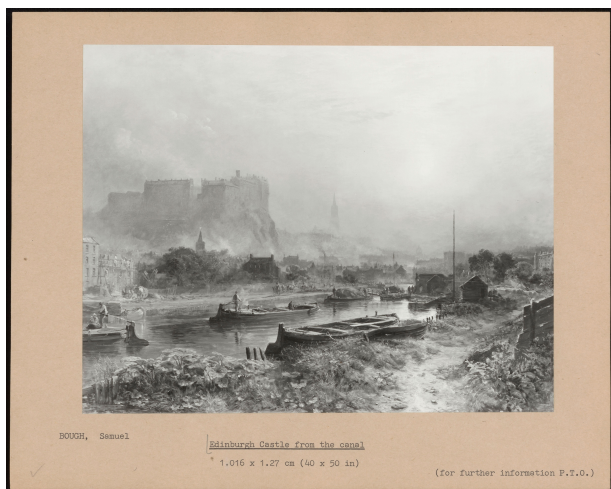 BOUGH, Samuel
Edinburgh Castle from the canal
* 1.016 x 1.27 cm (40 x 50 in)
(for further information P.T.O.)